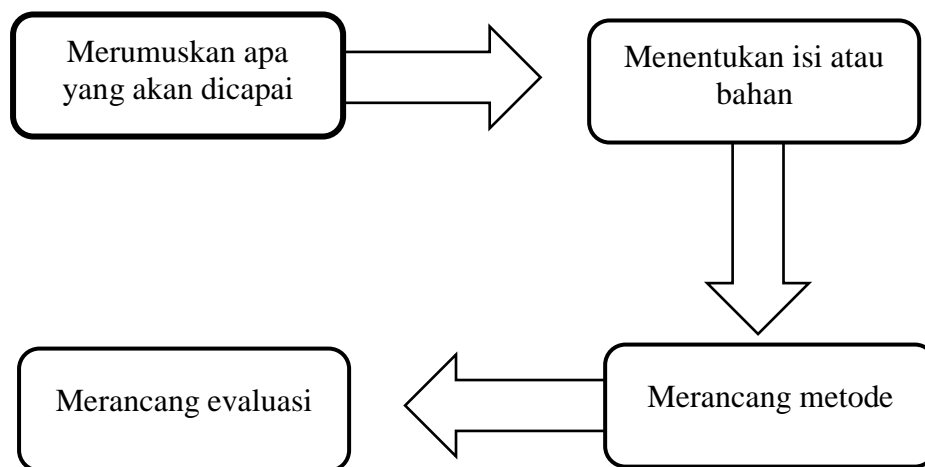 Merumuskan apa
yang akan dicapai
Menentukan isi atau
bahan
Merancang metode
Merancang evaluasi